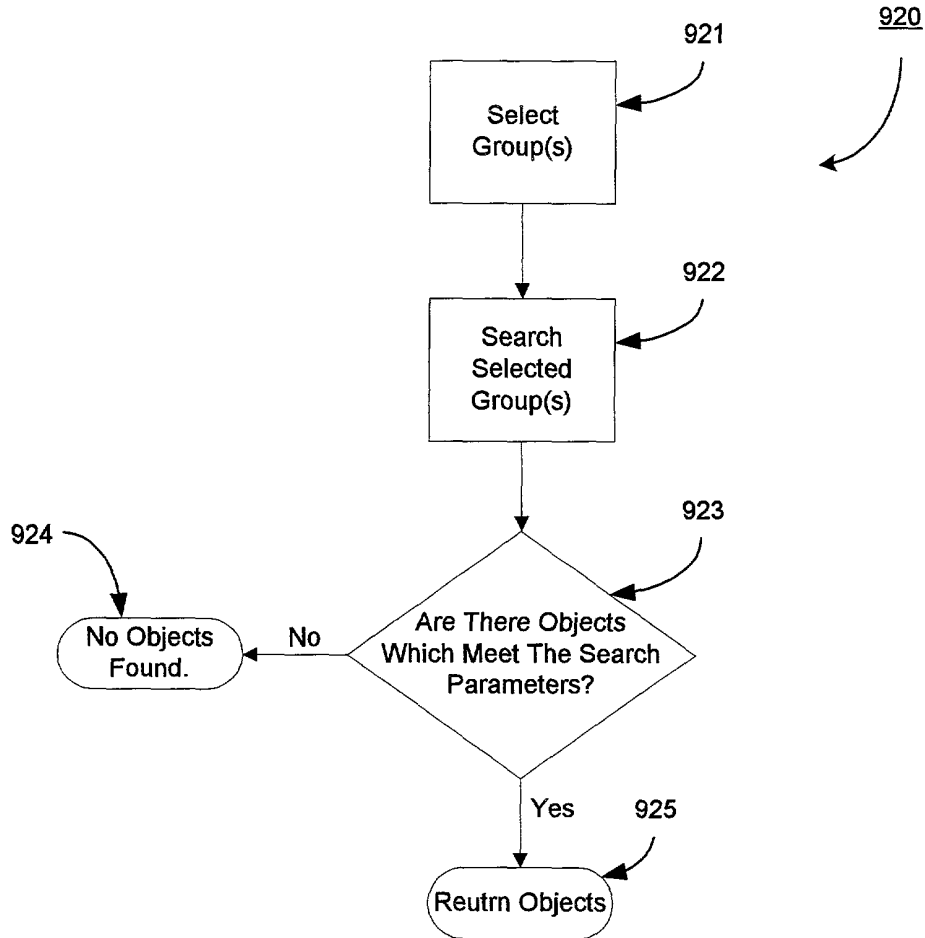 920
921
Select
Group(s)
922
Search
Selected
Group(s)
923
924
Are There Objects
Which Meet The Search
Parameters?
No
No Objects
Found.
Yes
925
Reutrn Objects